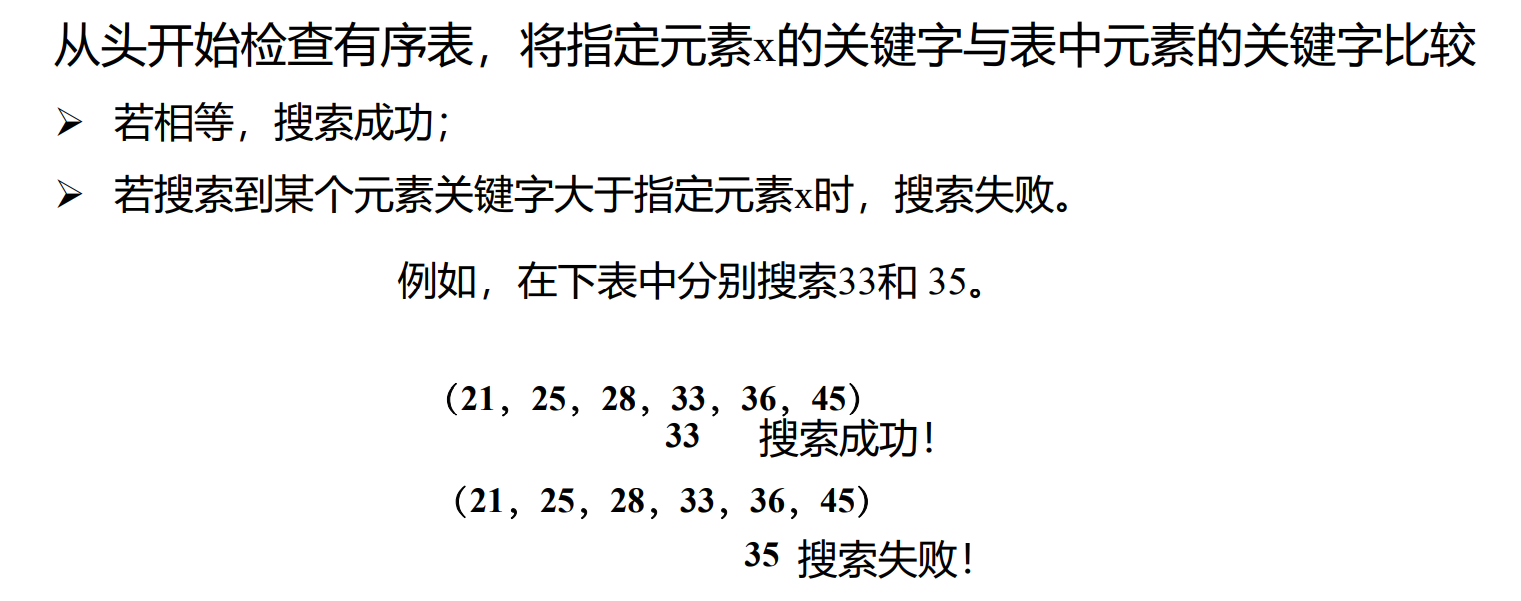 从头开始检查有序表，将指定元素x的关键字与表中元素的关键字比较
➢ 若相等，搜索成功；
➢ 若搜索到某个元素关键字大于指定元素x时，搜索失败。
例如，在下表中分别搜索33和 35。
（21，25，28，33，36，45）
33 搜索成功！
（21，25，28，33，36，45）
35 搜索失败！